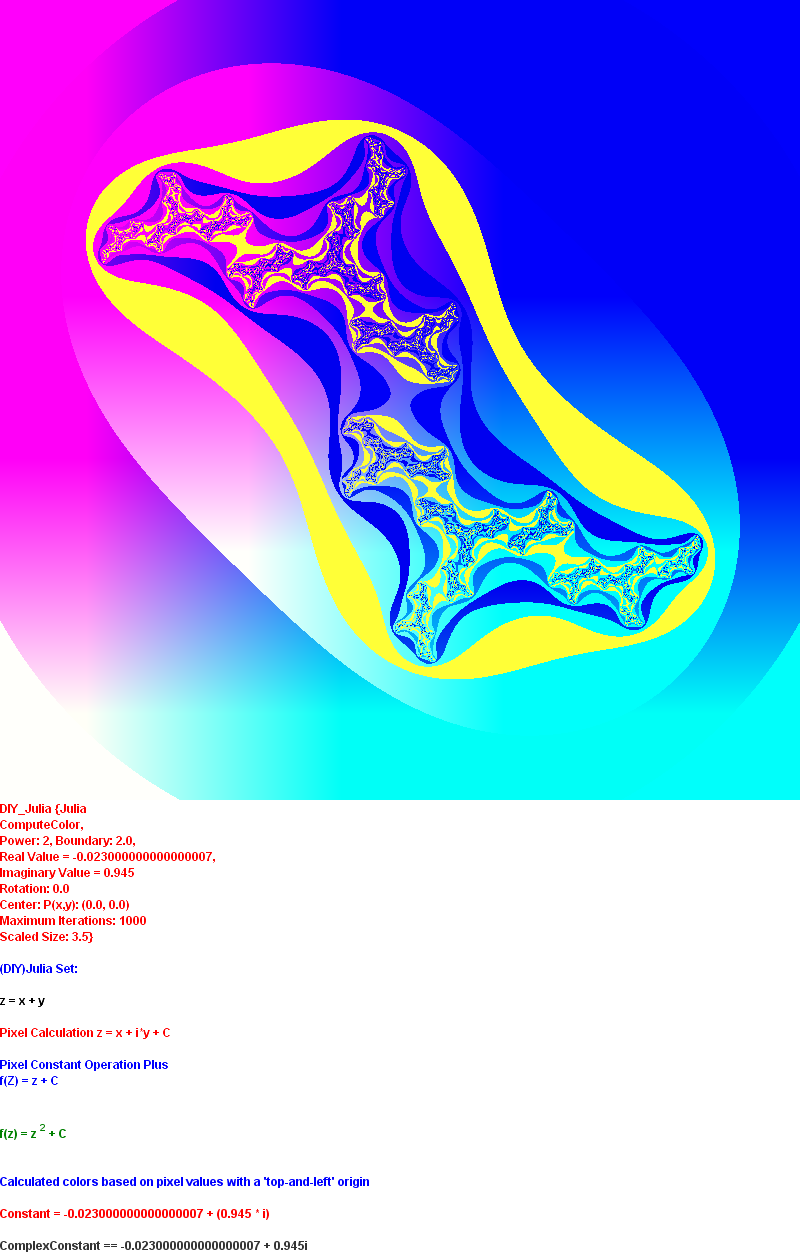 DIY_Julia {Julia
ComputeColor,
Power: 2, Boundary: 2.0,
Real Value = -0.023000000000000007,
Imaginary Value = 0.945
Rotation: 0.0
Center: P(x,y): (0.0, 0.0)
Maximum Iterations: 1000
Scaled Size: 3.5}
(DIY)Julia Set:
z = x + y
Pixel Calculation z = x + i*y + C
Pixel Constant Operation Plus
f(Z) = z + C
f(z) = z 2 + C
Calculated colors based on pixel values with a 'top-and-left' origin
Constant = -0.023000000000000007 + (0.945 * i)
ComplexConstant == -0.023000000000000007 + 0.945i